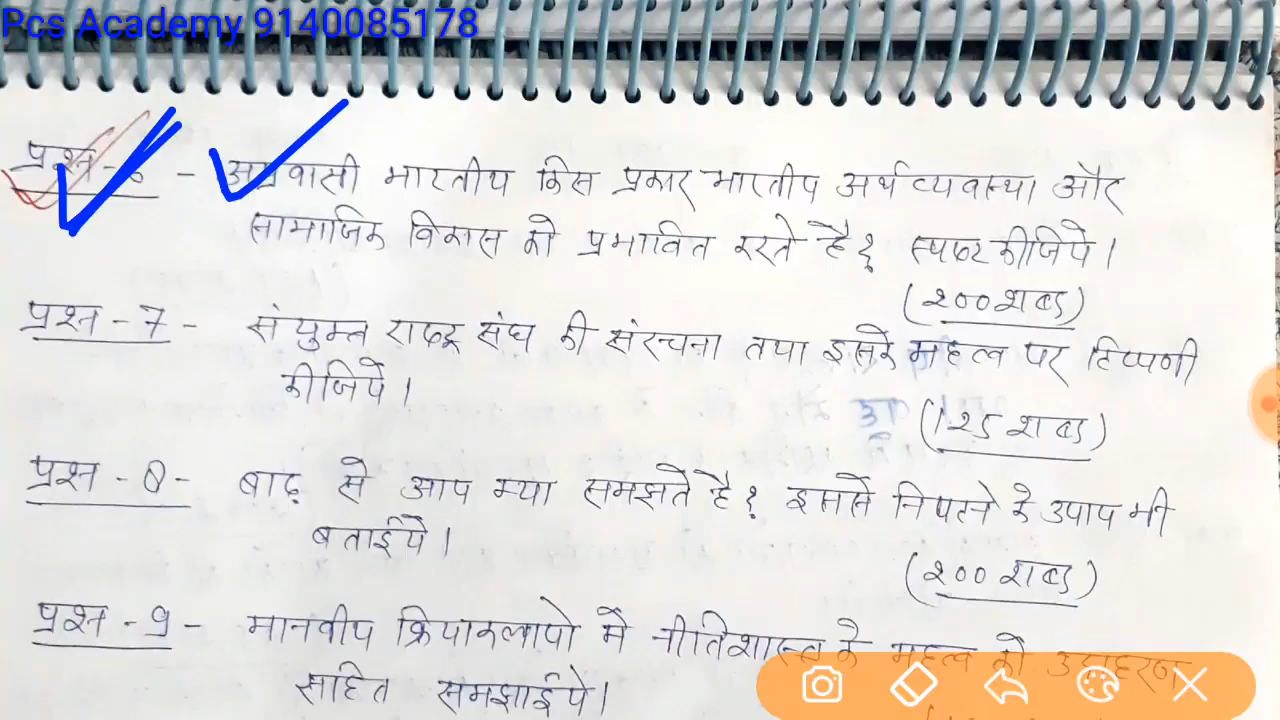 Pcs Academy 9140085178
प्रश्न - 6 - अप्रवासी भारतीय किस प्रकार भारतीय अर्थव्यवस्था और
सामाजिक विकास को प्रभावित करते है? स्पष्ट कीजिये।
(200 शब्द)
प्रश्न - 7 - संयुक्त राष्ट्र संघ की संरचना तथा इसके महत्व पर टिप्पणी
कीजिये।
(125 शब्द)
प्रश्न - 8 - बाढ़ से आप क्या समझते है? इससे निपटने के उपाय भी
बताईये।
(200 शब्द)
प्रश्न - 9 - मानवीय क्रियाकलापो में नीतिशास्त्र के महत्व को उदाहरण
सहित समझाईये।